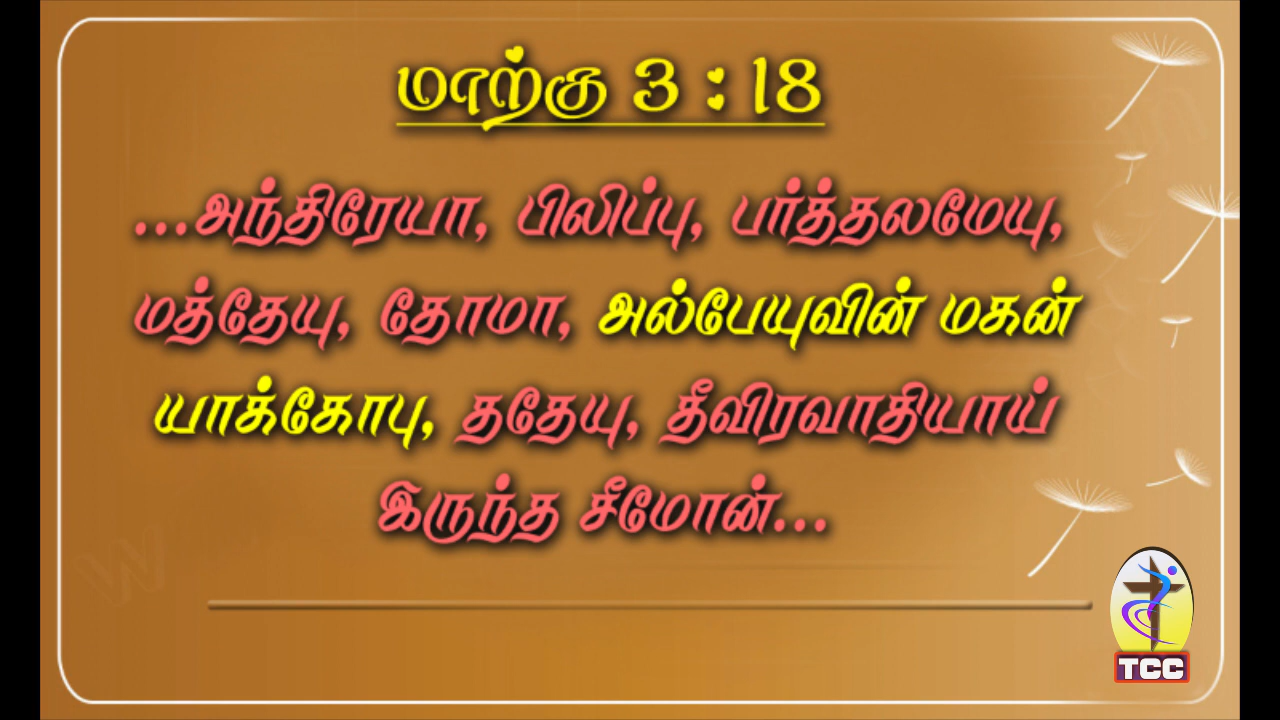 மாற்கு 3 : 18
...அந்திரேயா, பிலிப்பு, பர்த்தலமேயு,
மத்தேயு, தோமா, அல்பேயுவின் மகன்
யாக்கோபு, ததேயு, தீவிரவாதியாய்
இருந்த சீமோன்...
TCC